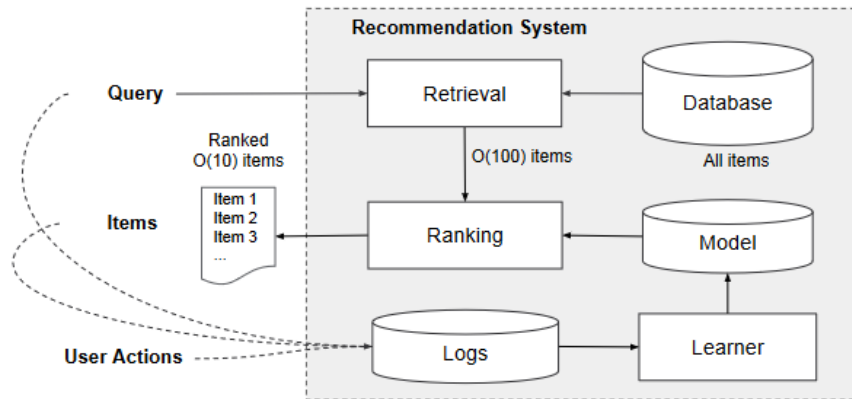 Recommendation System
Query
Retrieval
Database
Ranked
O(10) items
O(100) items
All items
Item 1
Item 2
Item 3
...
Items
Ranking
Model
User Actions
Logs
Learner